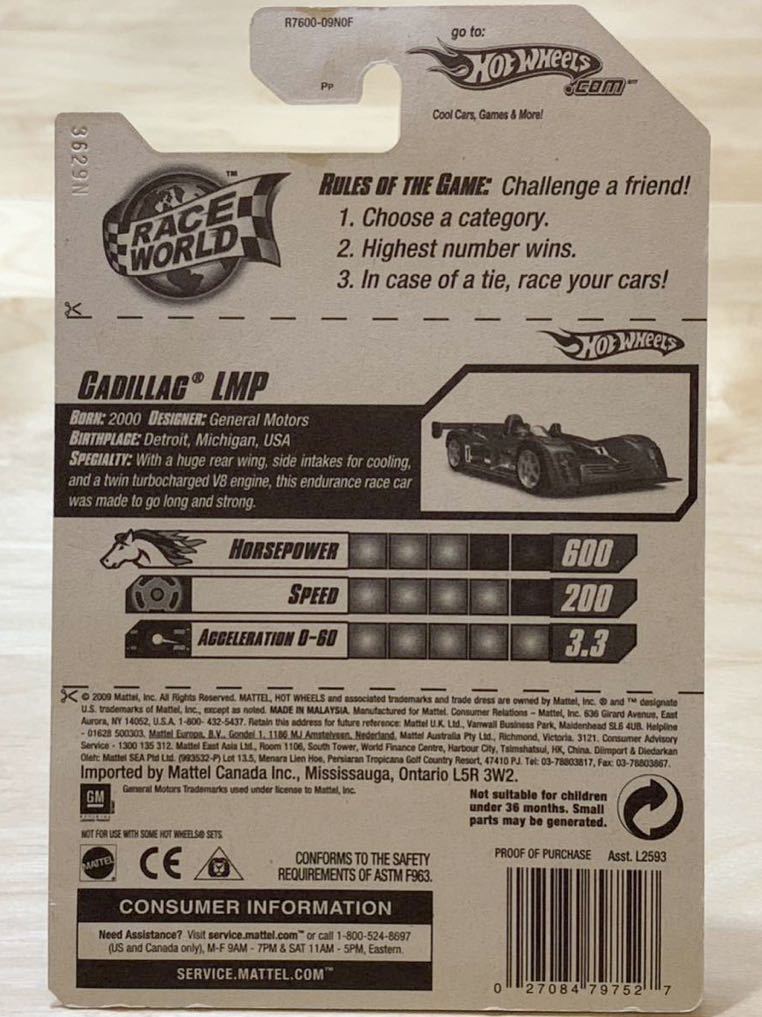 R7600-09N0F
PP
go to:
HOT WHEELS
.COM™
Cool Cars, Games & More!
3629N
RACE WORLD™
RULES OF THE GAME: Challenge a friend!
1. Choose a category.
2. Highest number wins.
3. In case of a tie, race your cars!
HOT WHEELS
CADILLAC® LMP
BORN: 2000 DESIGNER: General Motors
BIRTHPLACE: Detroit, Michigan, USA
SPECIALTY: With a huge rear wing, side intakes for cooling,
and a twin turbocharged V8 engine, this endurance race car
was made to go long and strong.
HORSEPOWER 600
SPEED 200
ACCELERATION 0-60 3.3
© 2009 Mattel, Inc. All Rights Reserved. MATTEL, HOT WHEELS and associated trademarks and trade dress are owned by Mattel, Inc. ® and ™ designate
U.S. trademarks of Mattel, Inc., except as noted. MADE IN MALAYSIA. Manufactured for Mattel. Consumer Relations – Mattel, Inc. 636 Girard Avenue, East
Aurora, NY 14052, U.S.A. 1-800- 432-5437. Retain this address for future reference: Mattel U.K. Ltd., Vanwall Business Park, Maidenhead SL6 4UB. Helpline
- 01628 500303. Mattel Europa, B.V., Gondel 1, 1186 MJ Amstelveen, Nederland. Mattel Australia Pty Ltd., Richmond, Victoria. 3121. Consumer Advisory
Service - 1300 135 312. Mattel East Asia Ltd., Room 1106, South Tower, World Finance Centre, Harbour City, Tsimshatsui, HK, China. Diimport & Diedarkan
Oleh: Mattel SEA Ptd Ltd. (993532-P) Lot 13.5, Menara Lien Hoe, Persiaran Tropicana Golf Country Resort, 47410 PJ. Tel: 03-78803817, Fax: 03-78803867.
Imported by Mattel Canada Inc., Mississauga, Ontario L5R 3W2.
GM
General Motors Trademarks used under license to Mattel, Inc.
Not suitable for children
under 36 months. Small
parts may be generated.
NOT FOR USE WITH SOME HOT WHEELS® SETS.
MATTEL
CE
CONFORMS TO THE SAFETY
REQUIREMENTS OF ASTM F963.
PROOF OF PURCHASE Asst. L2593
CONSUMER INFORMATION
Need Assistance? Visit service.mattel.com™ or call 1-800-524-8697
(US and Canada only), M-F 9AM - 7PM & SAT 11AM - 5PM, Eastern.
SERVICE.MATTEL.COM™
0 27084 79752 7